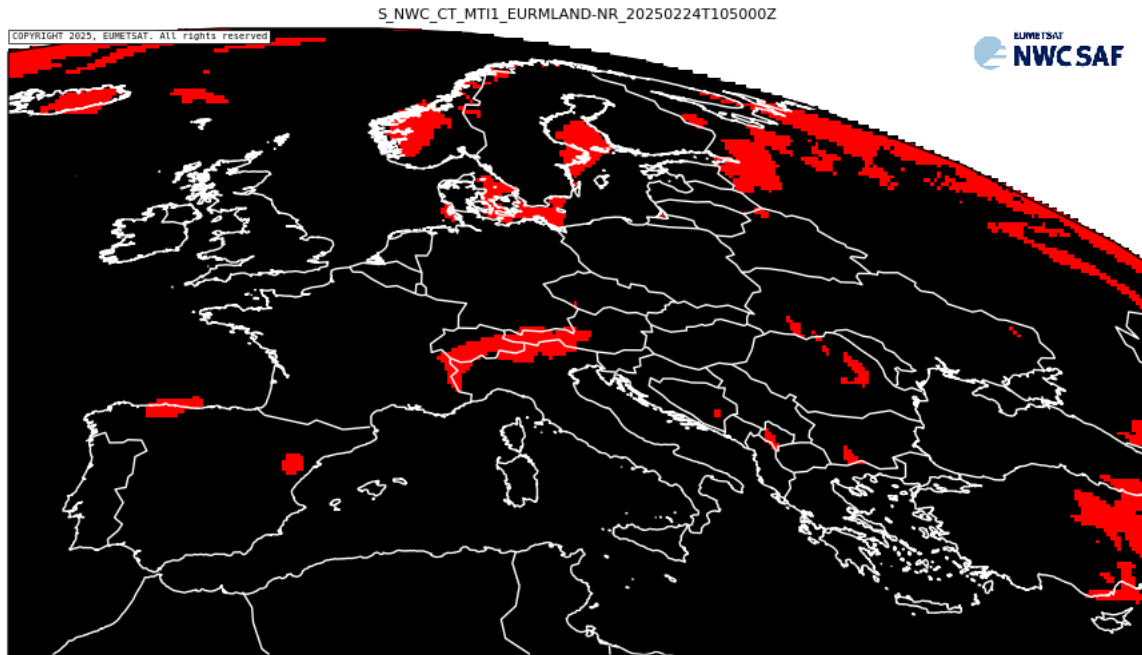 S_NWC_CT_MTI1_EURMLAND-NR_20250224T105000Z
COPYRIGHT 2025, EUMETSAT. All rights reserved
EUMETSAT
NWC SAF